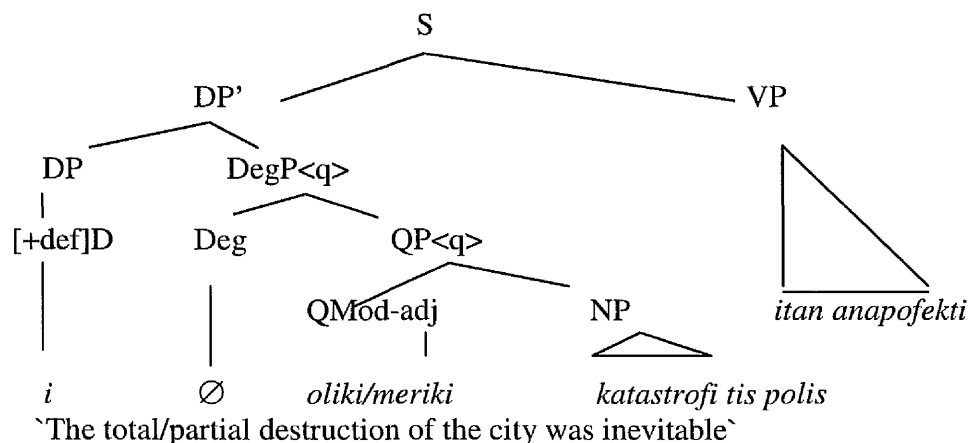 S
DP’ VP
DP DegP<q>
[+def]D Deg QP<q>
QMod-adj NP itan anapofekti
i ∅ oliki/meriki katastrofi tis polis
`The total/partial destruction of the city was inevitable`